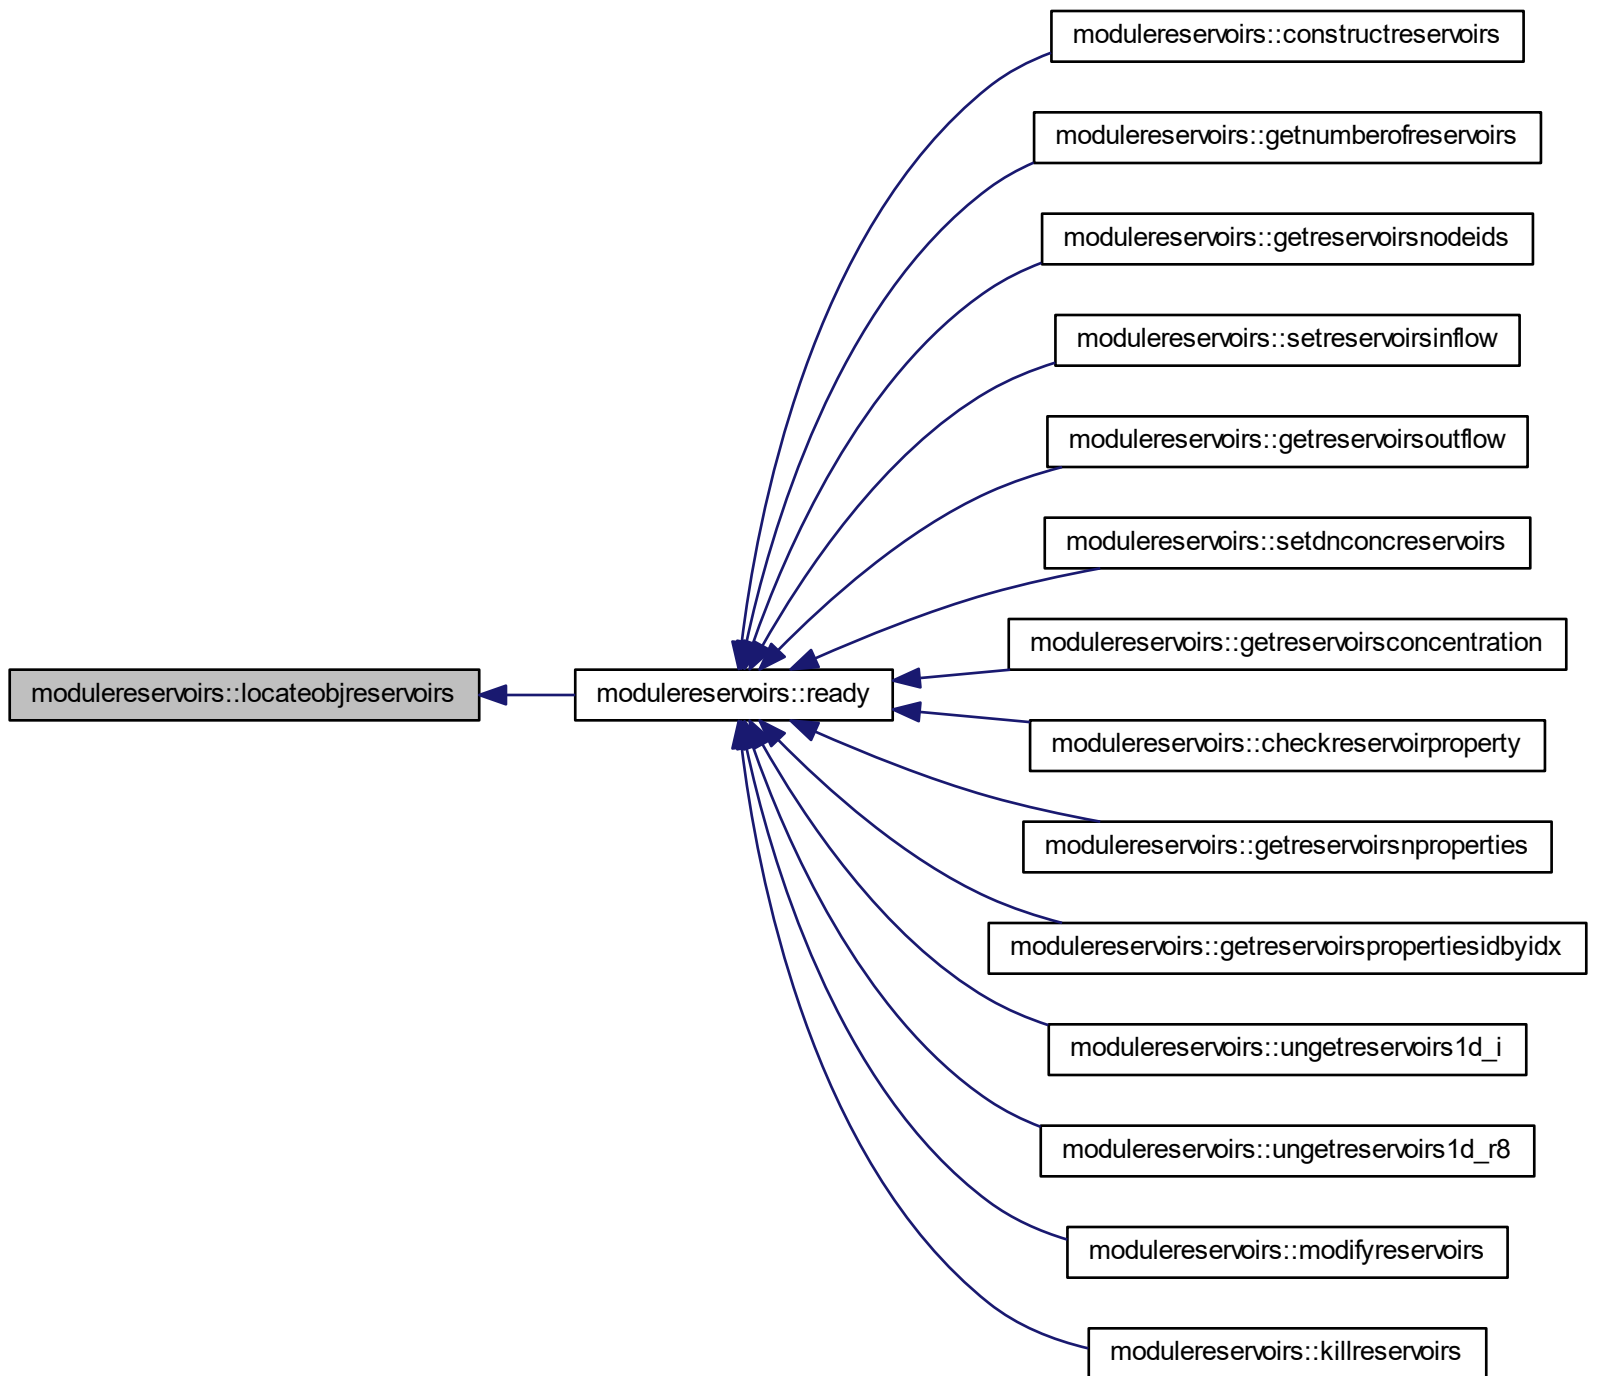 modulereservoirs::constructreservoirs
modulereservoirs::getnumberofreservoirs
modulereservoirs::getreservoirsnodeids
modulereservoirs::setreservoirsinflow
modulereservoirs::getreservoirsoutflow
modulereservoirs::setdnconcreservoirs
modulereservoirs::getreservoirsconcentration
modulereservoirs::locateobjreservoirs
modulereservoirs::ready
modulereservoirs::checkreservoirproperty
modulereservoirs::getreservoirsnproperties
modulereservoirs::getreservoirspropertiesidbyidx
modulereservoirs::ungetreservoirs1d_i
modulereservoirs::ungetreservoirs1d_r8
modulereservoirs::modifyreservoirs
modulereservoirs::killreservoirs